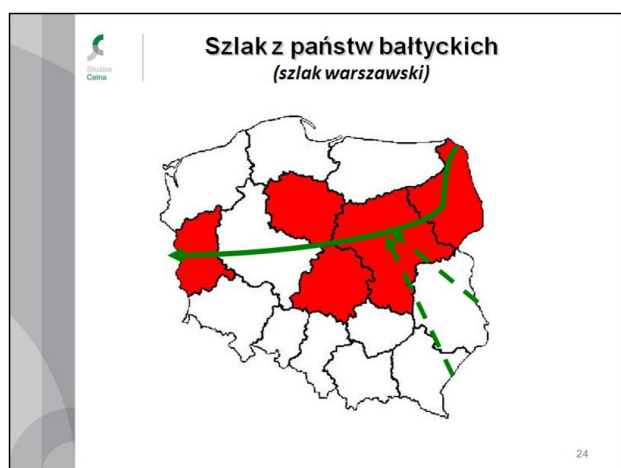 Służba
Celna
Szlak z państw bałtyckich
(szlak warszawski)
24